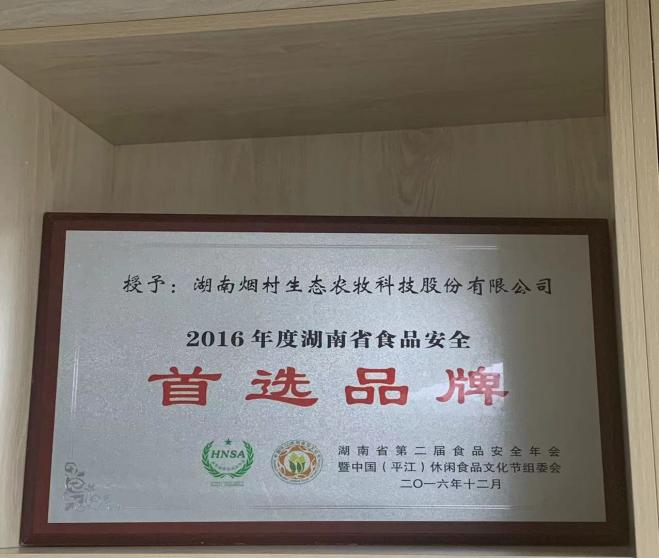 授予：湖南烟村生态农牧科技股份有限公司
2016年度湖南省食品安全
首选品牌
HNSA
湖南省第二届食品安全年会
暨中国（平江）休闲食品文化节组委会
二〇一六年十二月